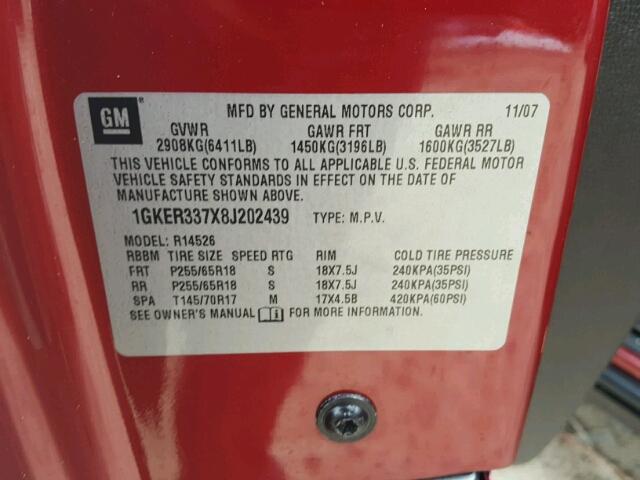 GM ® MFD BY GENERAL MOTORS CORP. 11/07
GVWR GAWR FRT GAWR RR
2908KG(6411LB) 1450KG(3196LB) 1600KG(3527LB)
THIS VEHICLE CONFORMS TO ALL APPLICABLE U.S. FEDERAL MOTOR
VEHICLE SAFETY STANDARDS IN EFFECT ON THE DATE OF
MANUFACTURE SHOWN ABOVE.
1GKER337X8J202439 TYPE: M.P.V.
MODEL: R14526
RBBM TIRE SIZE SPEED RTG RIM COLD TIRE PRESSURE
FRT P255/65R18 S 18X7.5J 240KPA(35PSI)
RR P255/65R18 S 18X7.5J 240KPA(35PSI)
SPA T145/70R17 M 17X4.5B 420KPA(60PSI)
SEE OWNER'S MANUAL FOR MORE INFORMATION.